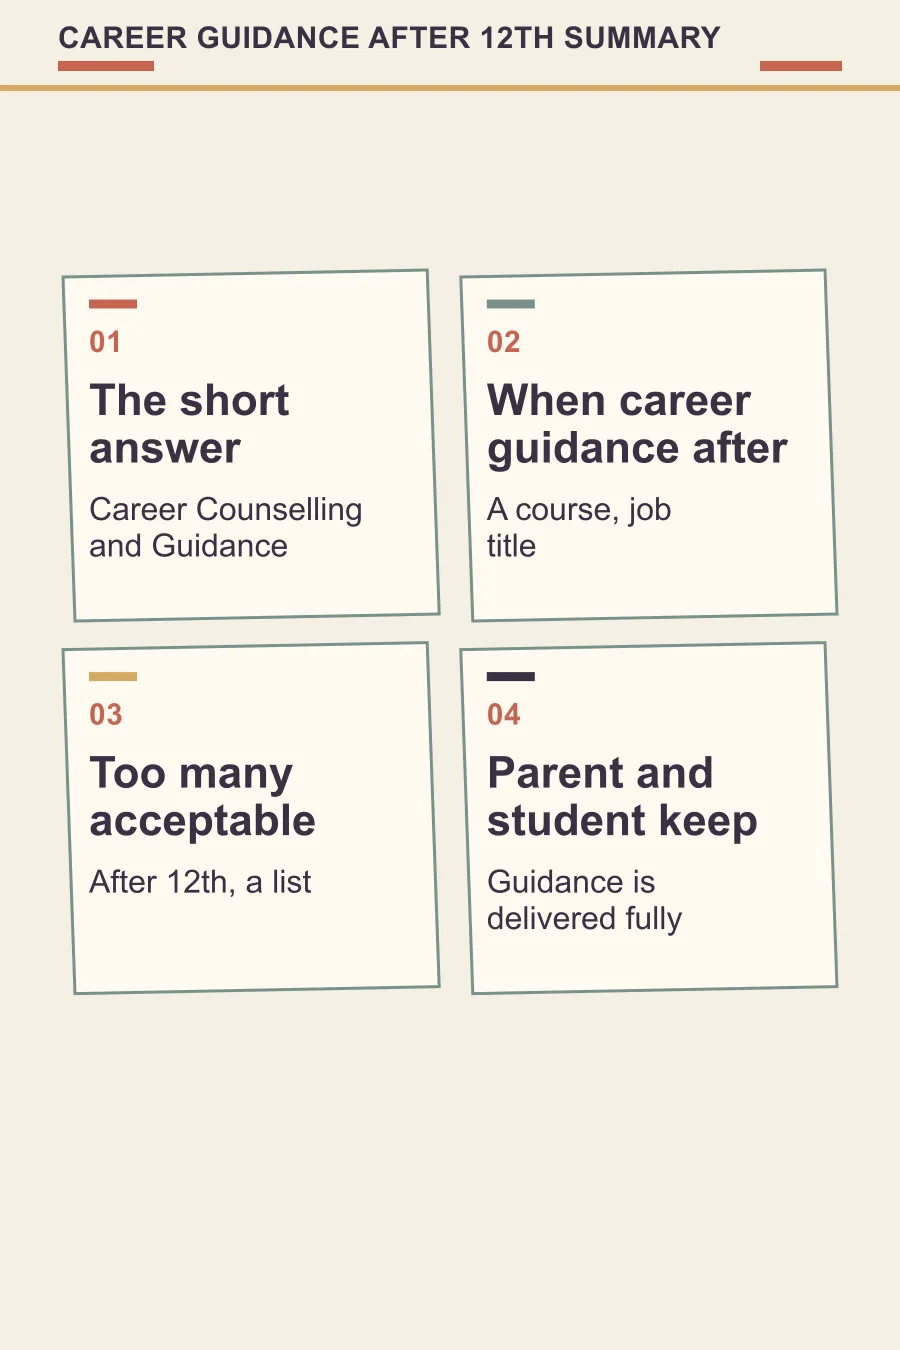 CAREER GUIDANCE AFTER 12TH SUMMARY
01
The short
answer
Career Counselling
and Guidance
02
When career
guidance after
A course, job
title
03
Too many
acceptable
After 12th, a list
04
Parent and
student keep
Guidance is
delivered fully